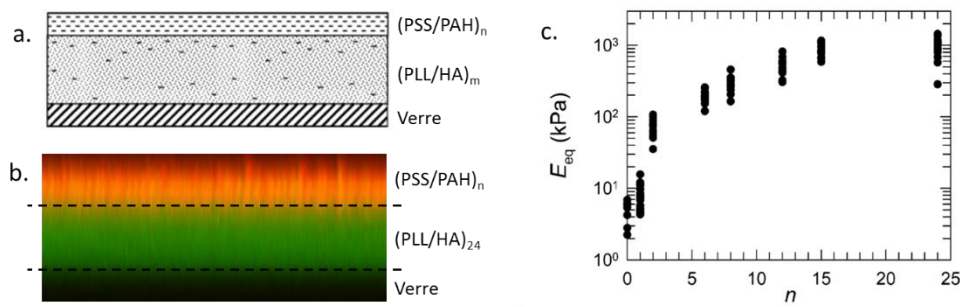 a.
(PSS/PAH)n
(PLL/HA)m
Verre
b.
(PSS/PAH)n
(PLL/HA)24
Verre
c.
Eeq (kPa)
10³
10²
10¹
10⁰
0 5 10 15 20 25
n